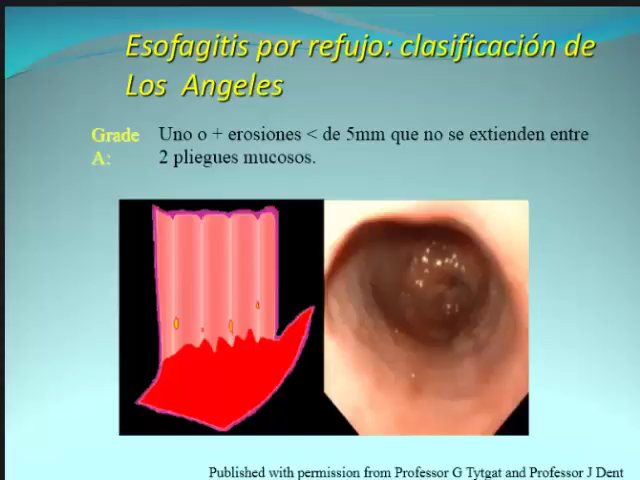 Esofagitis por refujo: clasificación de
Los Angeles
Grade
A:
Uno o + erosiones < de 5mm que no se extienden entre
2 pliegues mucosos.
Published with permission from Professor G Tytgat and Professor J Dent